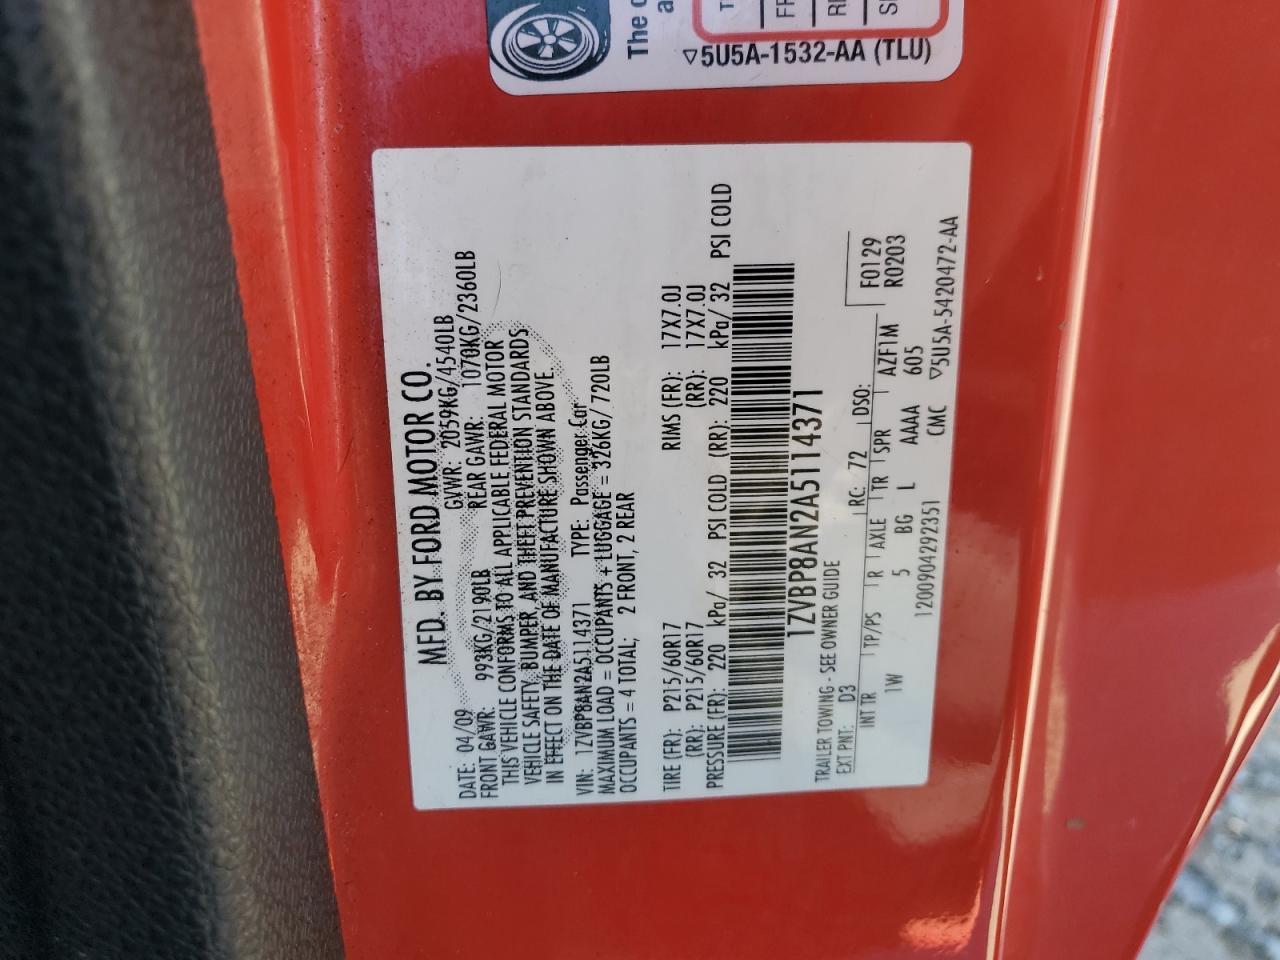 The
T
FR
RE
▽5U5A-1532-AA (TLU)
MFD. BY FORD MOTOR CO.
DATE: 04/09 GVWR: 2059KG/4540LB
FRONT GAWR: 993KG/2190LB REAR GAWR: 1070KG/2360LB
THIS VEHICLE CONFORMS TO ALL APPLICABLE FEDERAL MOTOR
VEHICLE SAFETY, BUMPER, AND THEFT PREVENTION STANDARDS
IN EFFECT ON THE DATE OF MANUFACTURE SHOWN ABOVE.
VIN: 1ZVBP8AN2A5114371 TYPE: Passenger Car
MAXIMUM LOAD = OCCUPANTS + LUGGAGE = 326KG/ 720LB
OCCUPANTS = 4 TOTAL; 2 FRONT, 2 REAR
TIRE (FR): P215/60R17 RIMS (FR): 17X7.0J
(RR): P215/60R17 (RR): 17X7.0J
PRESSURE (FR): 220 kPa/ 32 PSI COLD (RR): 220 kPa/ 32 PSI COLD
1ZVBP8AN2A5114371
TRAILER TOWING - SEE OWNER GUIDE
EXT PNT: D3 RC: 72 DSO: F0129
R0203
INT TR TP/PS R AXLE TR SPR AZF1M
1W 5 BG L AAAA 605
1200904292351 CMC ▽5U5A-5420472-AA